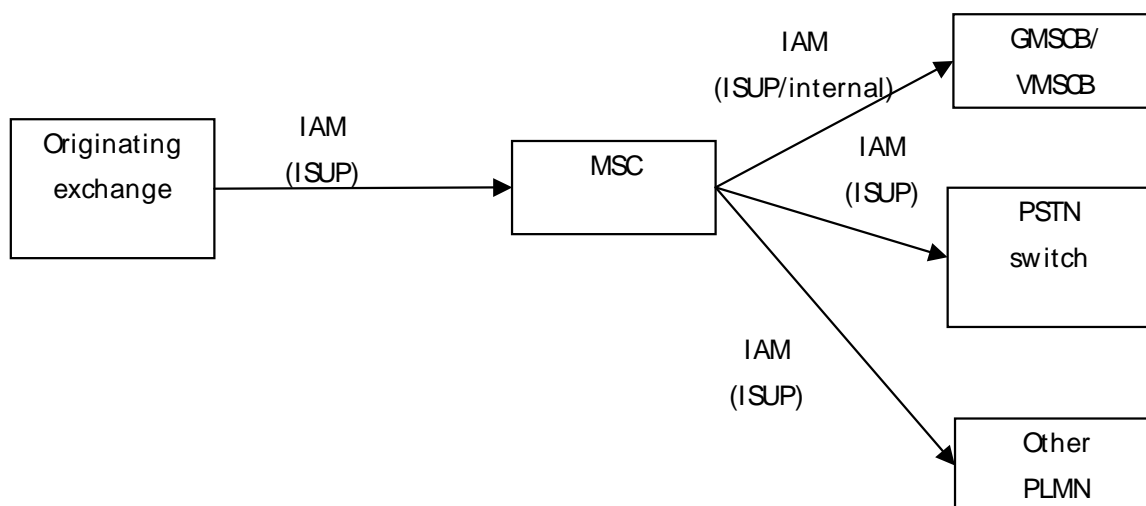 Originating
exchange
IAM
(ISUP)
MSC
IAM
(ISUP/internal)
GMSCB/
VMSCB
IAM
(ISUP)
PSTN
switch
IAM
(ISUP)
Other
PLMN